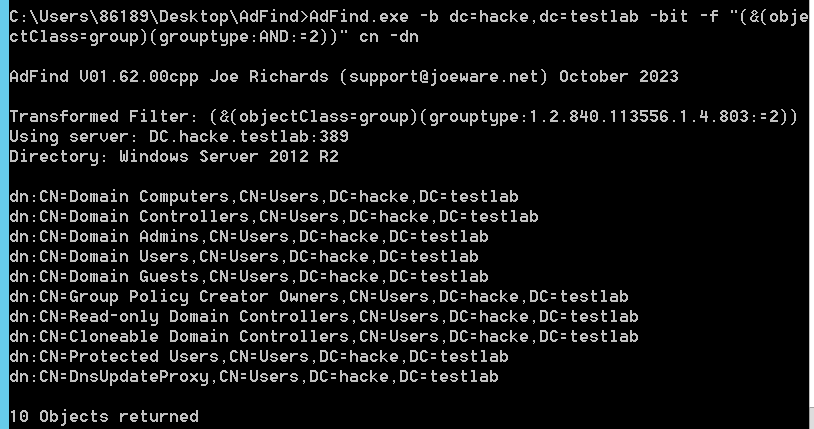 C:\Users\86189\Desktop\AdFind>AdFind.exe -b dc=hacke,dc=testlab -bit -f "(&(obje
ctClass=group)(grouptype:AND:=2))" cn -dn
AdFind V01.62.00cpp Joe Richards (support@joeware.net) October 2023
Transformed Filter: (&(objectClass=group)(grouptype:1.2.840.113556.1.4.803:=2))
Using server: DC.hacke.testlab:389
Directory: Windows Server 2012 R2
dn:CN=Domain Computers,CN=Users,DC=hacke,DC=testlab
dn:CN=Domain Controllers,CN=Users,DC=hacke,DC=testlab
dn:CN=Domain Admins,CN=Users,DC=hacke,DC=testlab
dn:CN=Domain Users,CN=Users,DC=hacke,DC=testlab
dn:CN=Domain Guests,CN=Users,DC=hacke,DC=testlab
dn:CN=Group Policy Creator Owners,CN=Users,DC=hacke,DC=testlab
dn:CN=Read-only Domain Controllers,CN=Users,DC=hacke,DC=testlab
dn:CN=Cloneable Domain Controllers,CN=Users,DC=hacke,DC=testlab
dn:CN=Protected Users,CN=Users,DC=hacke,DC=testlab
dn:CN=DnsUpdateProxy,CN=Users,DC=hacke,DC=testlab
10 Objects returned